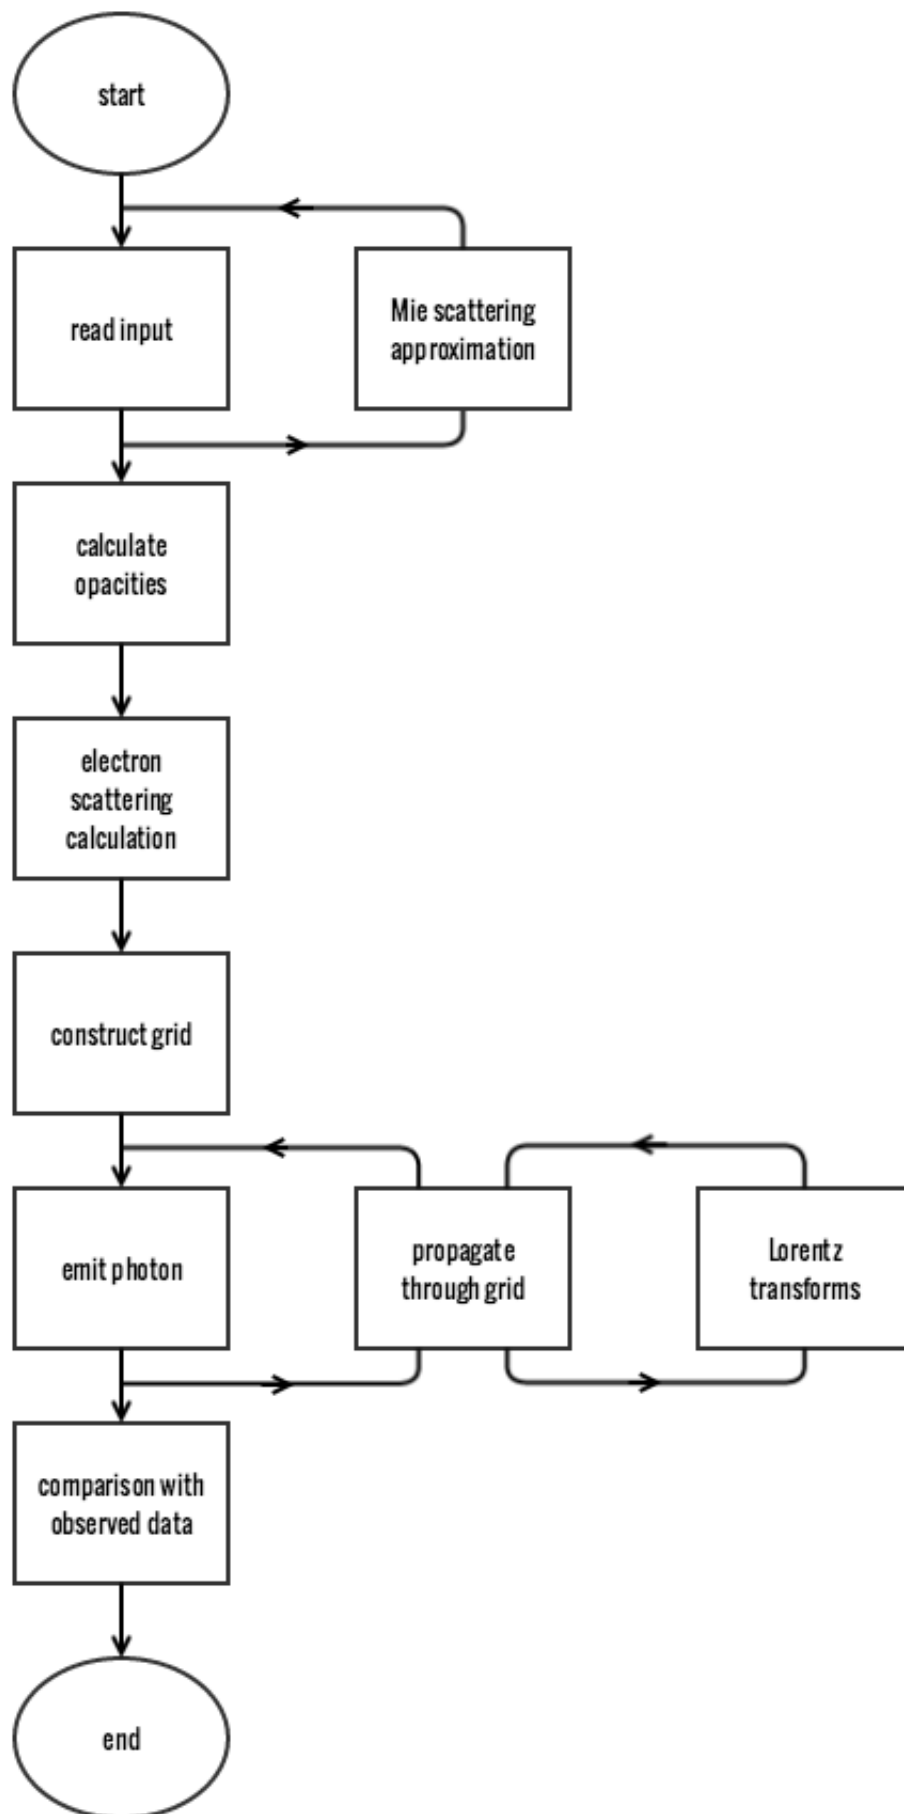 start
read input
Mie scattering
approximation
calculate
opacities
electron
scattering
calculation
construct grid
emit photon
propagate
through grid
Lorentz
transforms
comparison with
observed data
end